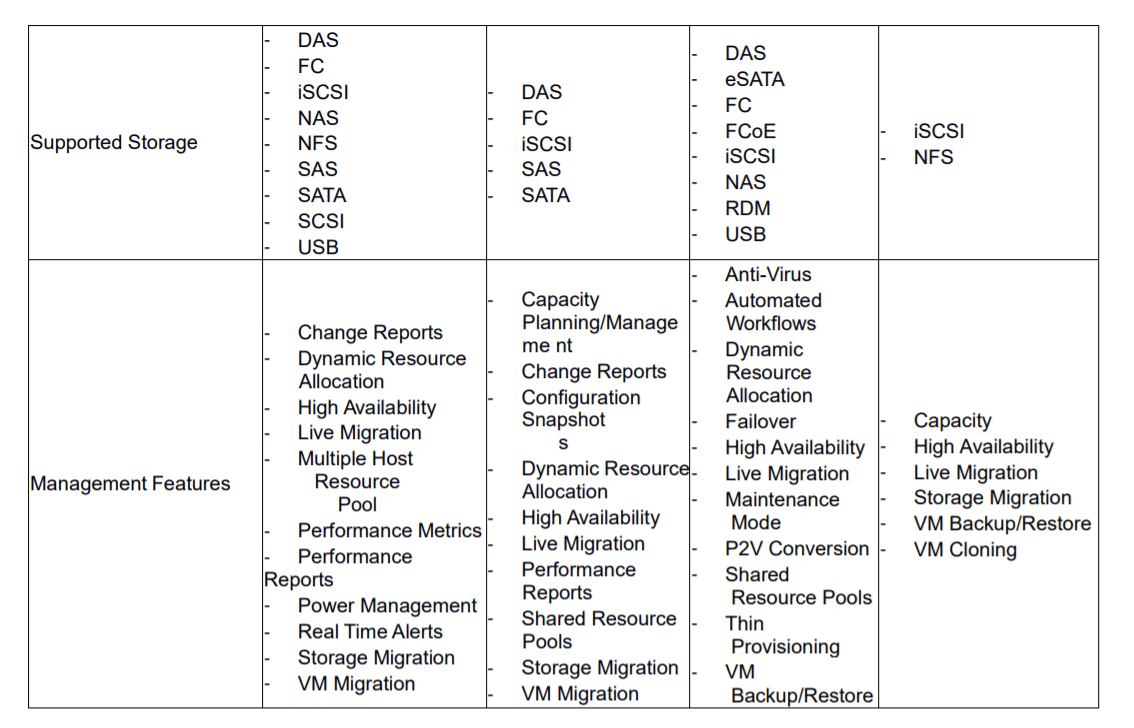 Supported Storage
- DAS
- FC
- iSCSI
- NAS
- NFS
- SAS
- SATA
- SCSI
- USB
- DAS
- FC
- iSCSI
- SAS
- SATA
- DAS
- eSATA
- FC
- FCoE
- iSCSI
- NAS
- RDM
- USB
- iSCSI
- NFS
Management Features
- Change Reports
- Dynamic Resource
Allocation
- High Availability
- Live Migration
- Multiple Host
Resource
Pool
- Performance Metrics
- Performance
Reports
- Power Management
- Real Time Alerts
- Storage Migration
- VM Migration
- Capacity
Planning/Manage
me nt
- Change Reports
- Configuration
Snapshot
s
- Dynamic Resource
Allocation
- High Availability
- Live Migration
- Performance
Reports
- Shared Resource
Pools
- Storage Migration
- VM Migration
- Anti-Virus
- Automated
Workflows
- Dynamic
Resource
Allocation
- Failover
- High Availability
- Live Migration
- Maintenance
Mode
- P2V Conversion
- Shared
Resource Pools
- Thin
Provisioning
- VM
Backup/Restore
- Capacity
- High Availability
- Live Migration
- Storage Migration
- VM Backup/Restore
- VM Cloning